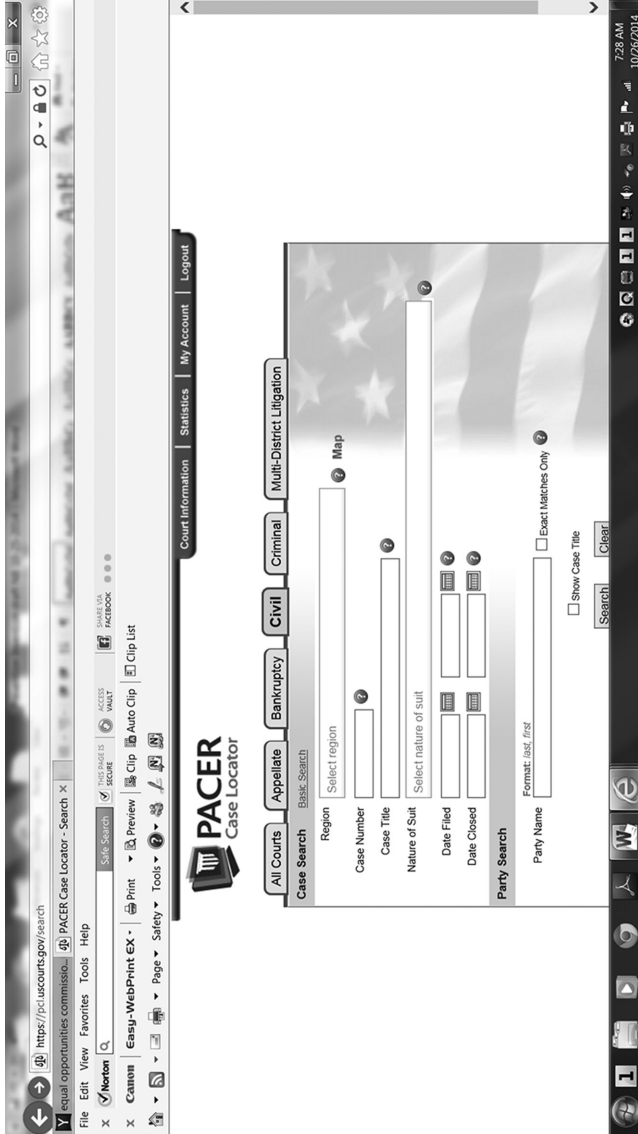 https://pcl.uscourts.gov/search
equal opportunities commissio...
PACER Case Locator - Search
File Edit View Favorites Tools Help
Norton
Safe Search
THIS PAGE IS
SECURE
ACCESS
VAULT
SHARE VIA
FACEBOOK
Canon Easy-WebPrint EX Print Preview Clip Auto Clip Clip List
Page Safety Tools
Court Information Statistics My Account Logout
PACER
Case Locator
All Courts Appellate Bankruptcy Civil Criminal Multi-District Litigation
Case Search Basic Search
Region Select region Map
Case Number
Case Title
Nature of Suit Select nature of suit
Date Filed
Date Closed
Party Search
Format: last, first
Party Name Exact Matches Only
Show Case Title
Search Clear
7:28 AM
10/26/2014